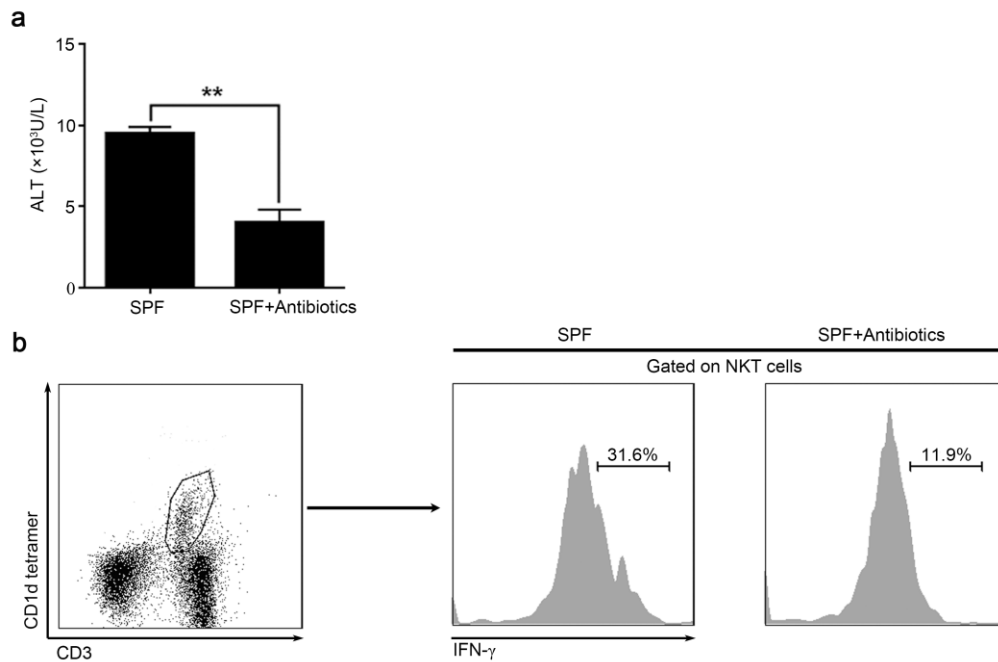 a
15
10
5
0
ALT (×10³U/L)
**
SPF
SPF+Antibiotics
b
SPF
SPF+Antibiotics
Gated on NKT cells
31.6%
11.9%
CD1d tetramer
CD3
IFN-γ